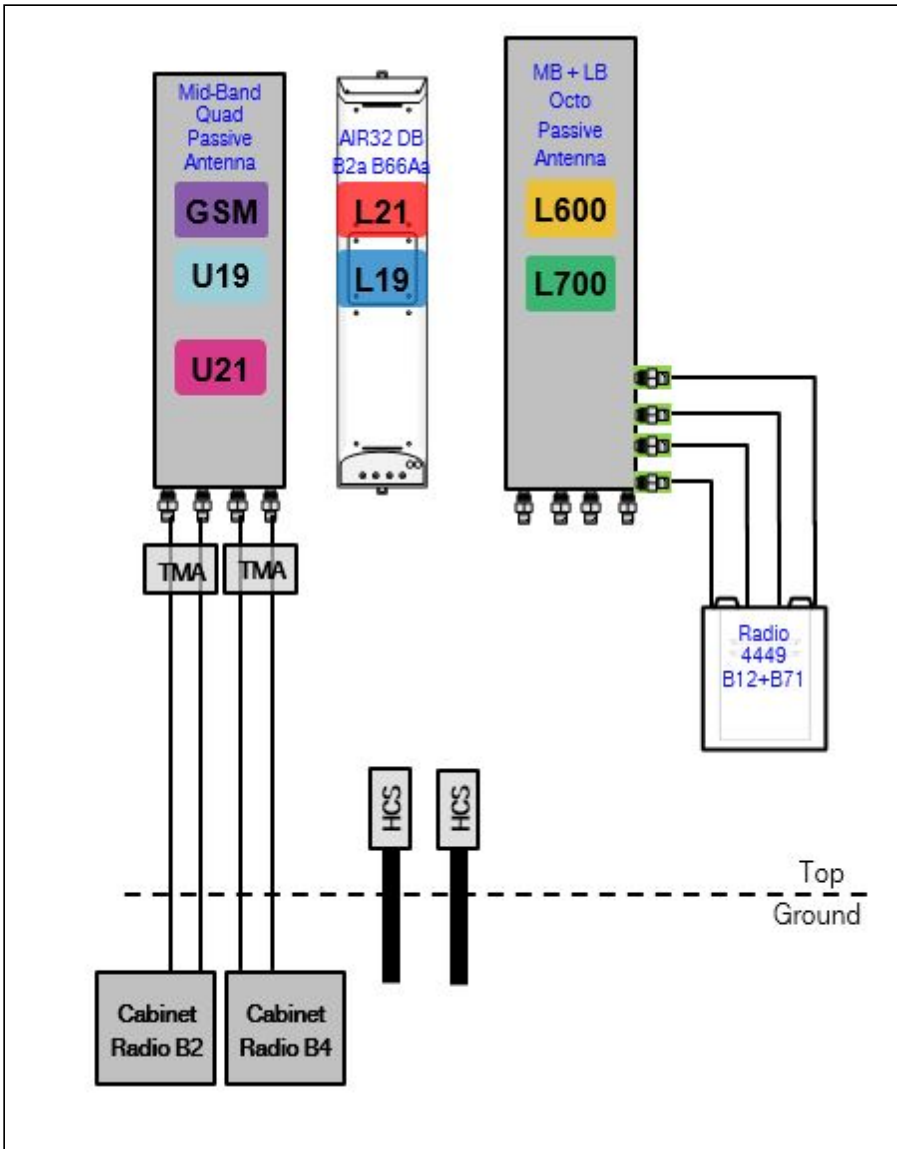 Mid-Band
Quad
Passive
Antenna
GSM
U19
U21
AIR32 DB
B2a B66Aa
L21
L19
MB + LB
Octo
Passive
Antenna
L600
L700
TMA
TMA
Radio
4449
B12+B71
HCS
HCS
Top
Ground
Cabinet
Radio B2
Cabinet
Radio B4